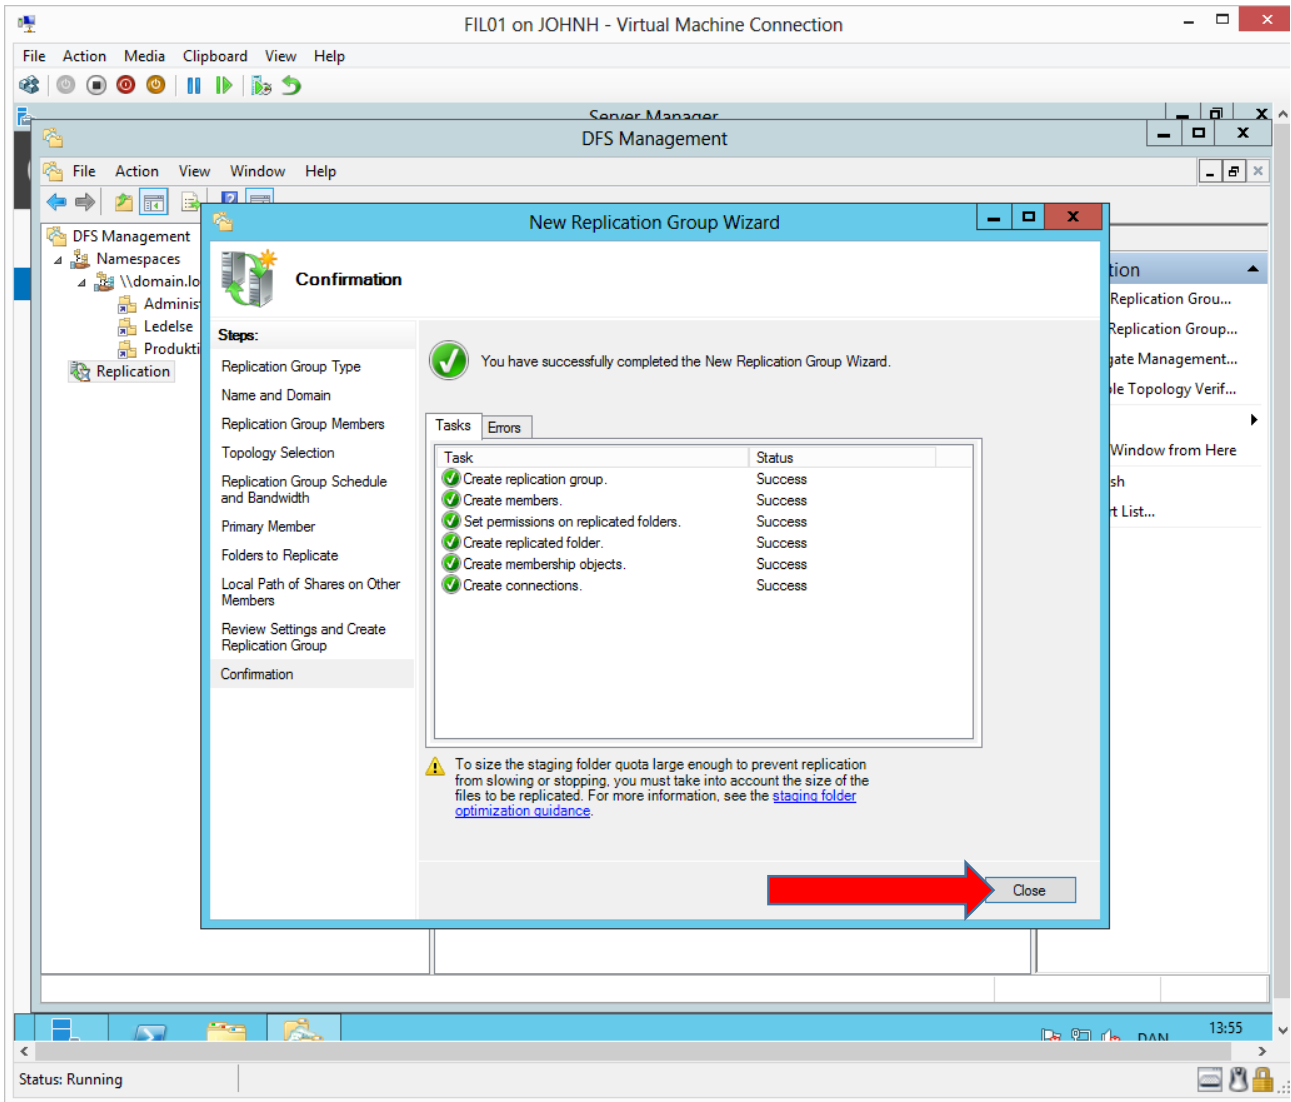 FIL01 on JOHNH - Virtual Machine Connection
File Action Media Clipboard View Help
Server Manager
DFS Management
File Action View Window Help
New Replication Group Wizard
DFS Management
Namespaces
\\domain.lo
Adminis
Ledelse
Produkti
Replication
Confirmation
Steps:
Replication Group Type
Name and Domain
Replication Group Members
Topology Selection
Replication Group Schedule
and Bandwidth
Primary Member
Folders to Replicate
Local Path of Shares on Other
Members
Review Settings and Create
Replication Group
Confirmation
You have successfully completed the New Replication Group Wizard.
Tasks Errors
Task Status
Create replication group. Success
Create members. Success
Set permissions on replicated folders. Success
Create replicated folder. Success
Create membership objects. Success
Create connections. Success
To size the staging folder quota large enough to prevent replication
from slowing or stopping, you must take into account the size of the
files to be replicated. For more information, see the staging folder
optimization guidance.
Close
tion
Replication Grou...
Replication Group...
gate Management...
le Topology Verif...
Window from Here
sh
rt List...
DAN 13:55
Status: Running